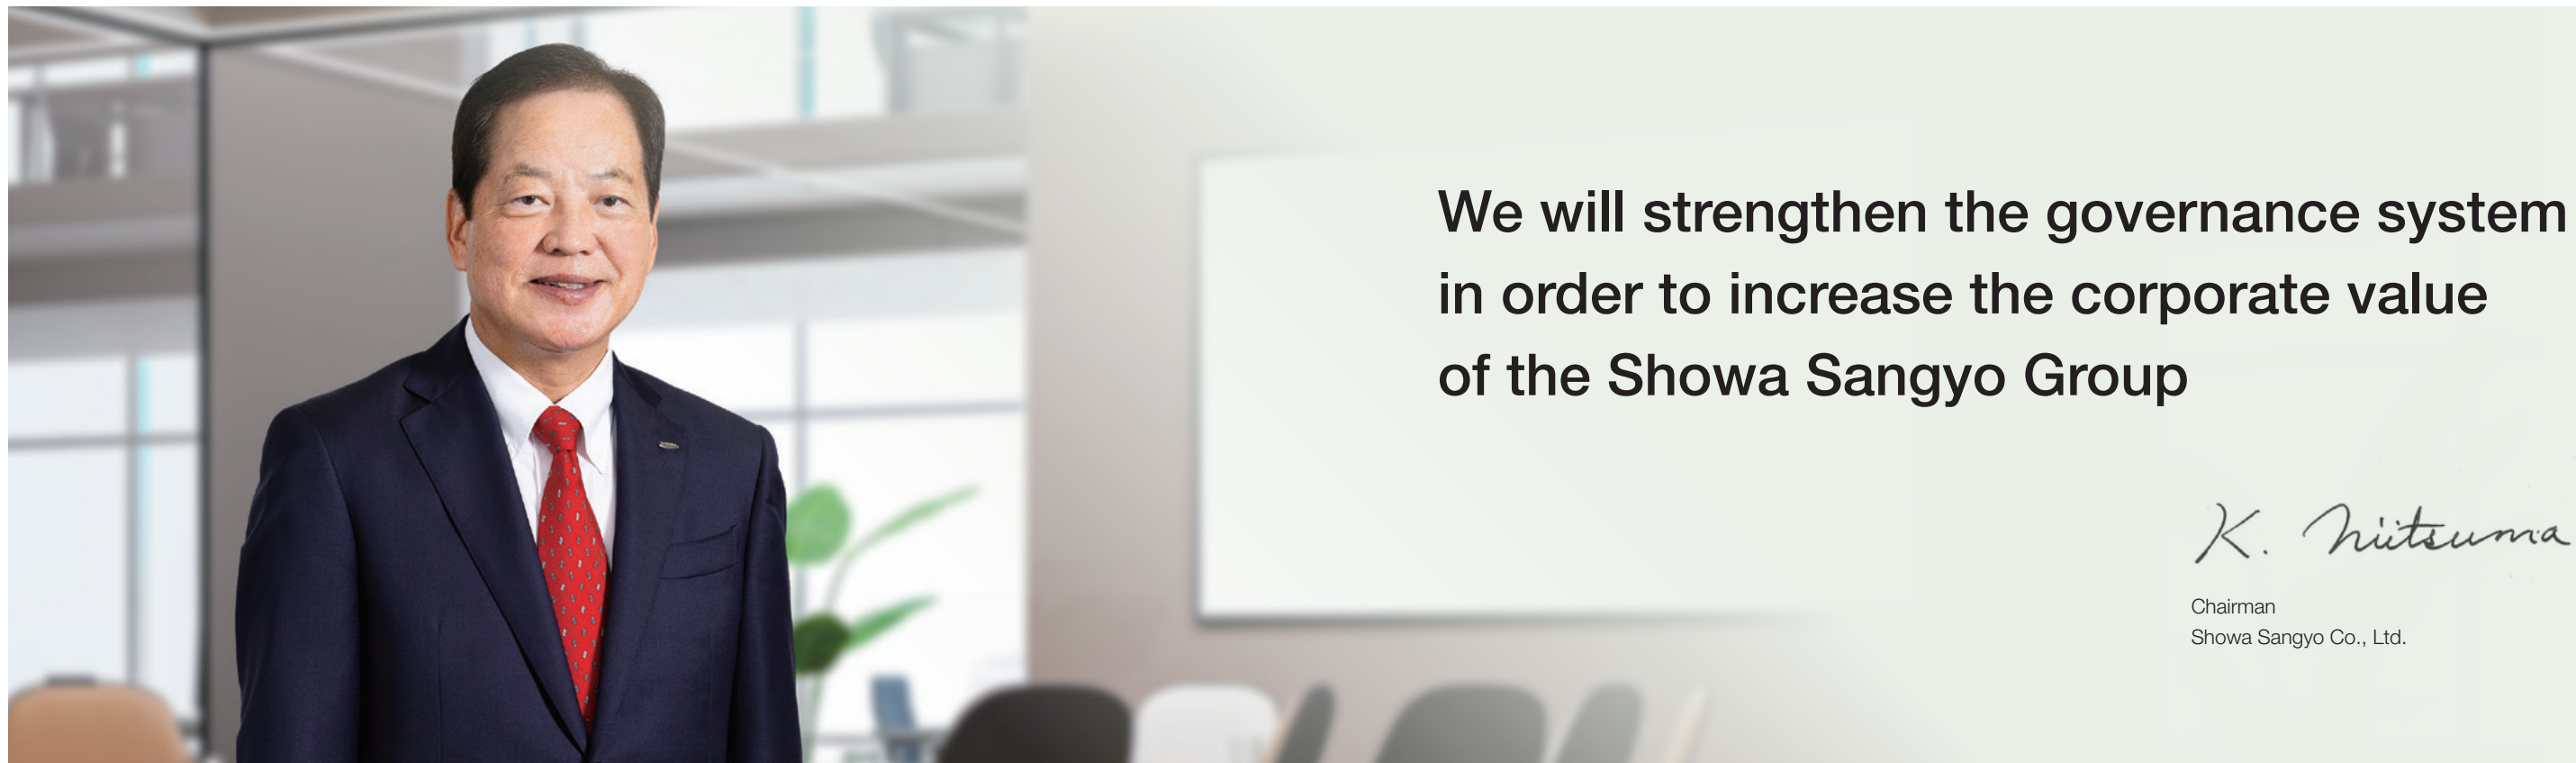 We will strengthen the governance system
in order to increase the corporate value
of the Showa Sangyo Group
K. Niitsuma
Chairman
Showa Sangyo Co., Ltd.